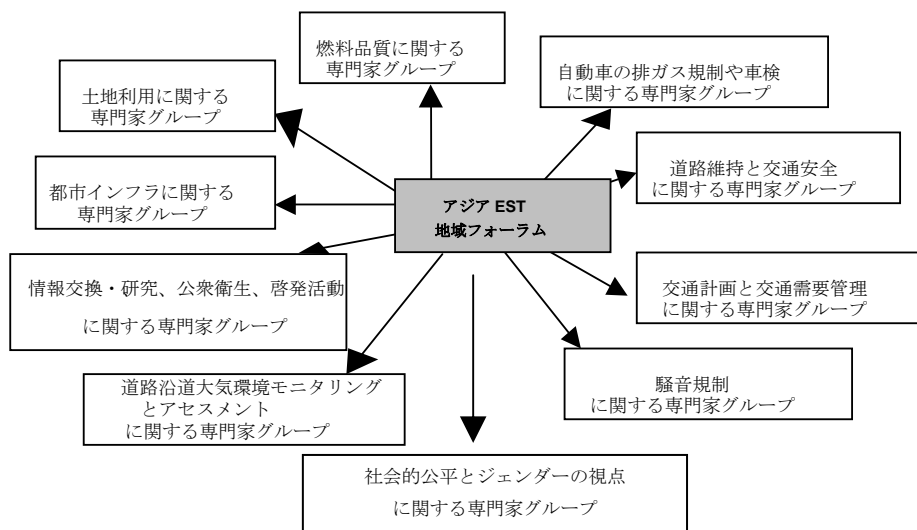 燃料品質に関する
専門家グループ
自動車の排ガス規制や車検
に関する専門家グループ
土地利用に関する
専門家グループ
道路維持と交通安全
に関する専門家グループ
都市インフラに関する
専門家グループ
アジア EST
地域フォーラム
情報交換・研究、公衆衛生、啓発活動
に関する専門家グループ
交通計画と交通需要管理
に関する専門家グループ
道路沿道大気環境モニタリング
とアセスメント
に関する専門家グループ
騒音規制
に関する専門家グループ
社会的公平とジェンダーの視点
に関する専門家グループ